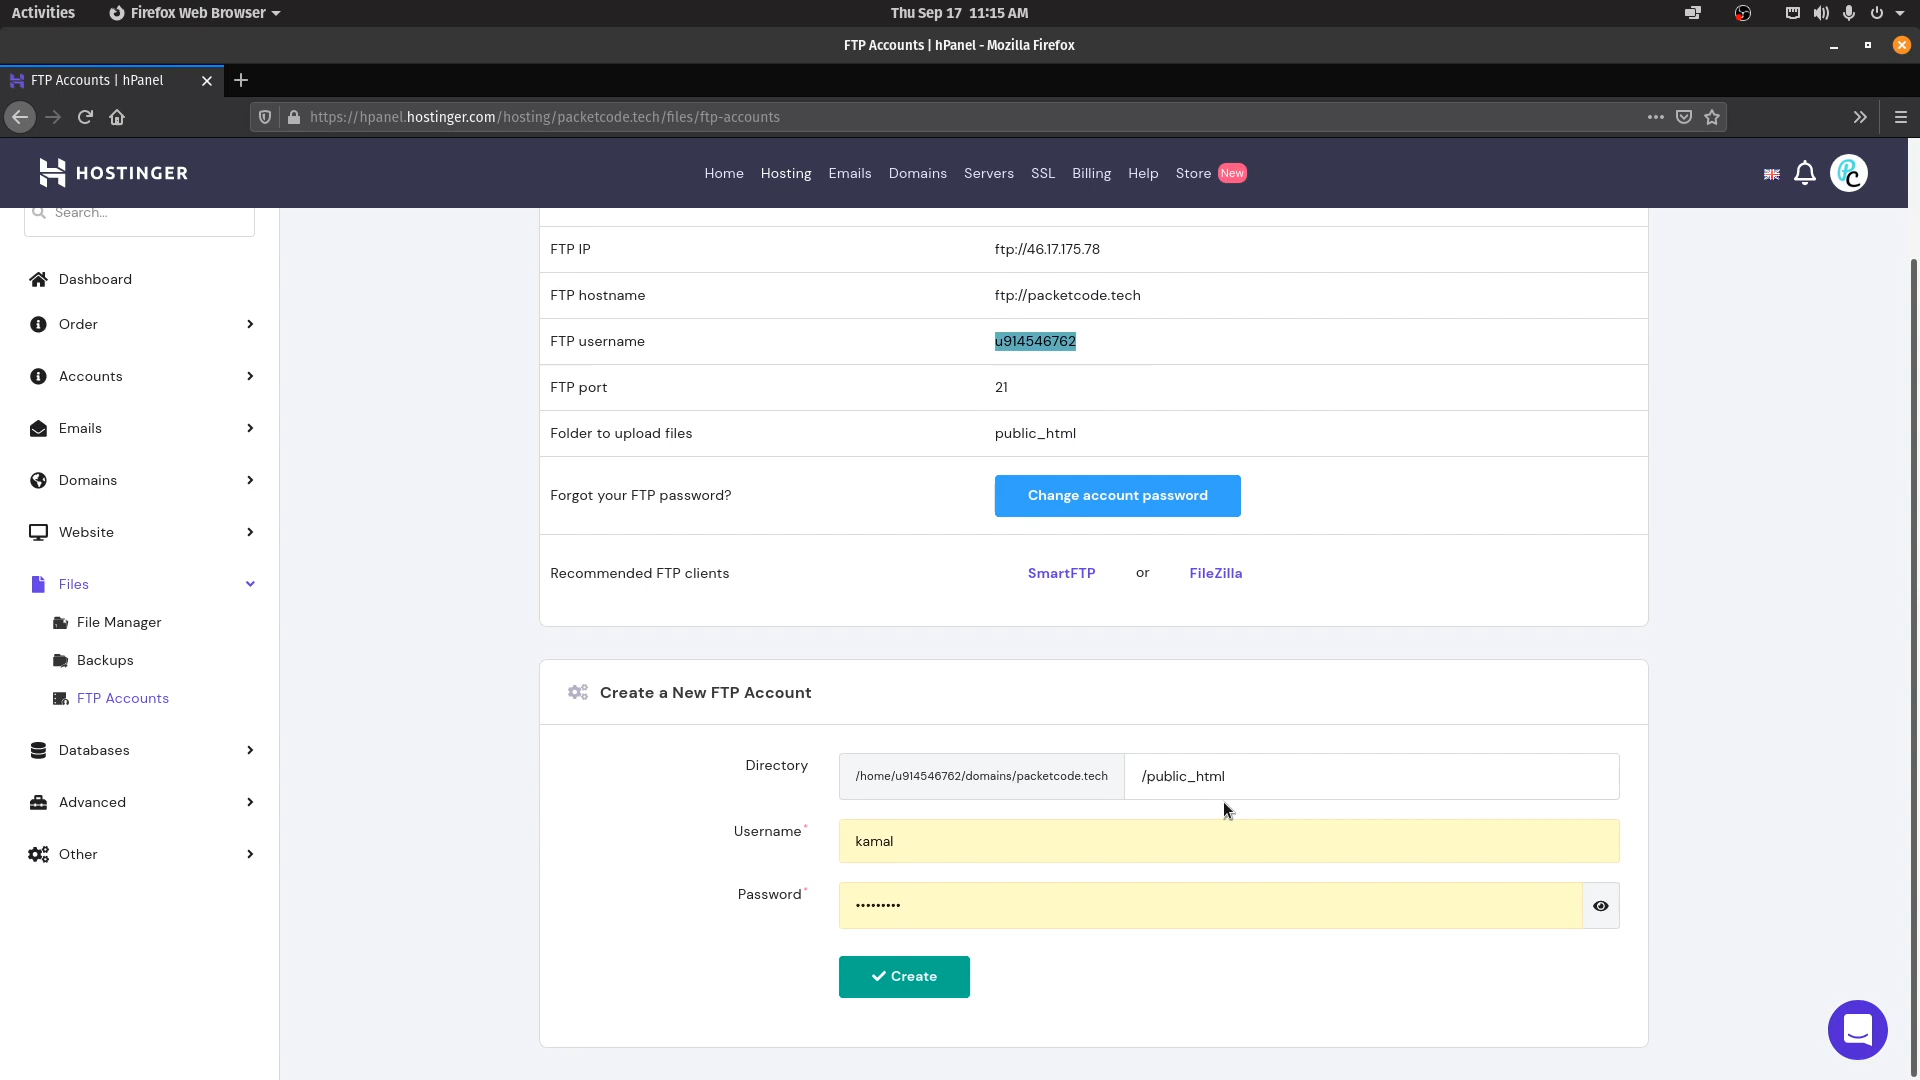 Activities
Firefox Web Browser
Thu Sep 17 11:15 AM
FTP Accounts | hPanel - Mozilla Firefox
FTP Accounts | hPanel
https://hpanel.hostinger.com/hosting/packetcode.tech/files/ftp-accounts
HOSTINGER
Home Hosting Emails Domains Servers SSL Billing Help Store New
PC
Search...
Dashboard
Order
Accounts
Emails
Domains
Website
Files
File Manager
Backups
FTP Accounts
Databases
Advanced
Other
FTP IP ftp://46.17.175.78
FTP hostname ftp://packetcode.tech
FTP username u914546762
FTP port 21
Folder to upload files public_html
Forgot your FTP password? Change account password
Recommended FTP clients SmartFTP or FileZilla
Create a New FTP Account
Directory /home/u914546762/domains/packetcode.tech /public_html
Username* kamal
Password* •••••••••
Create